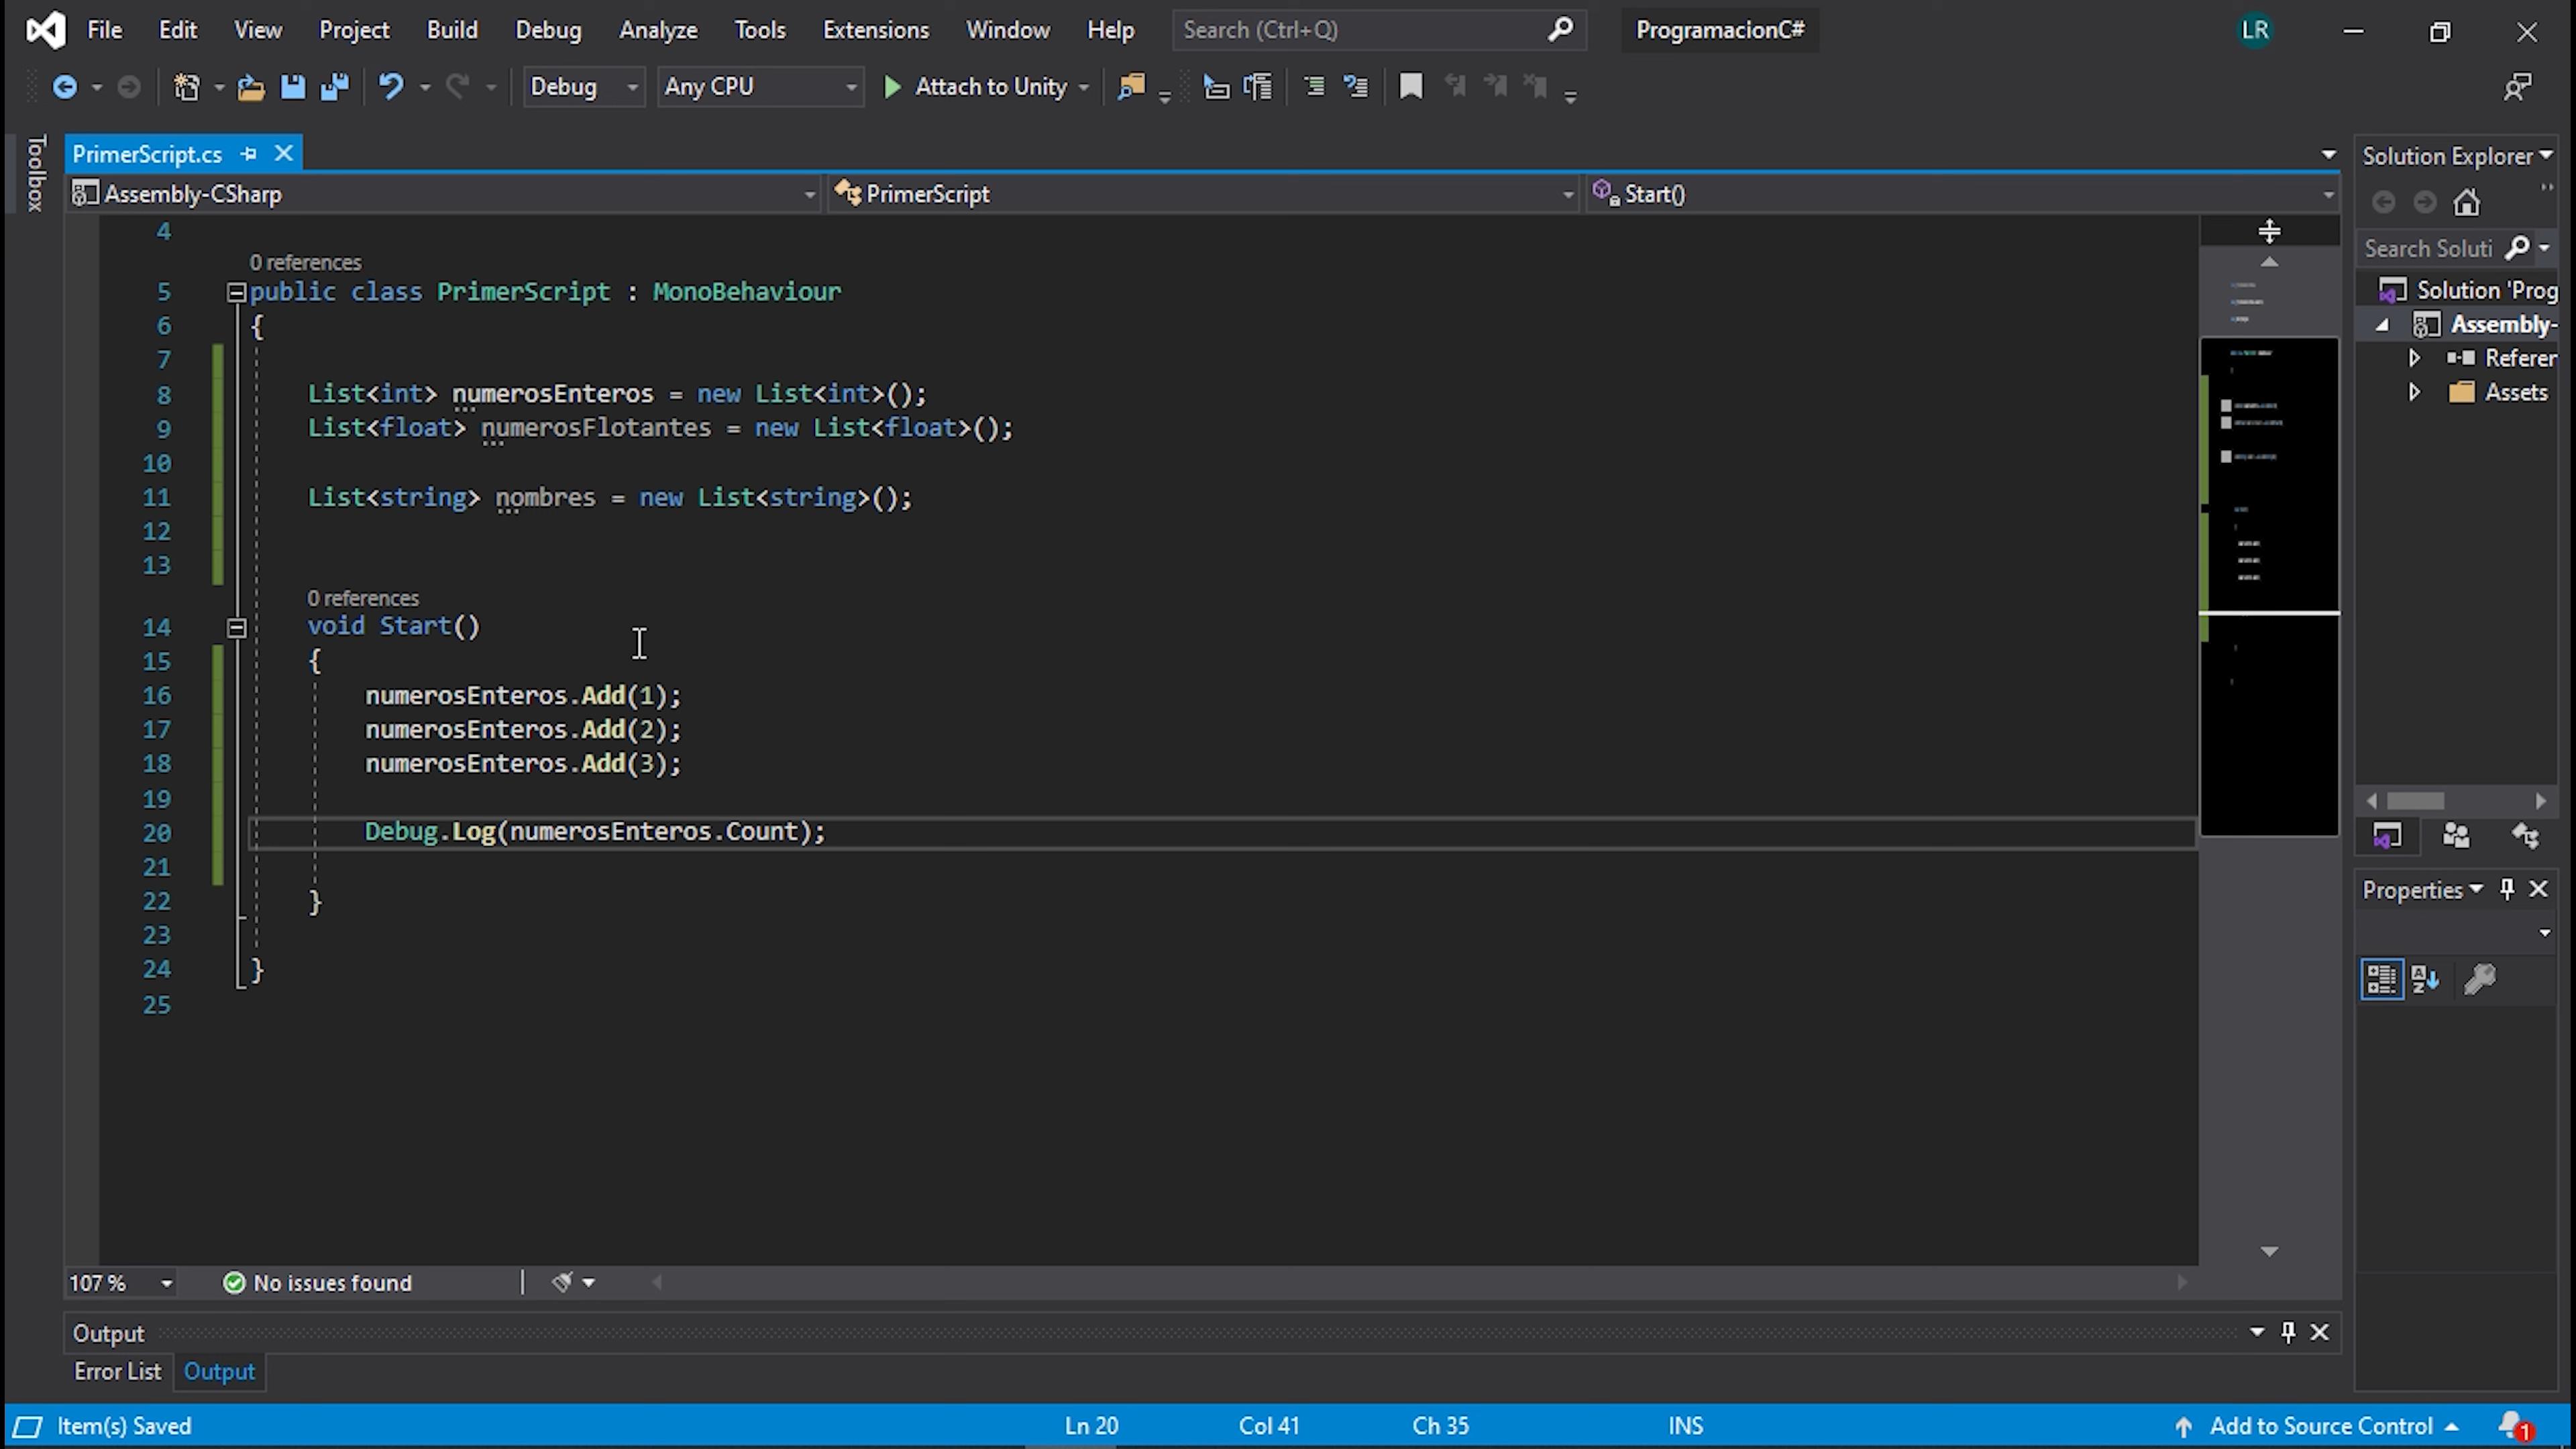 File Edit View Project Build Debug Analyze Tools Extensions Window Help Search (Ctrl+Q) ProgramacionC# LR
Debug Any CPU Attach to Unity
Toolbox
PrimerScript.cs
Solution Explorer
Assembly-CSharp PrimerScript Start()
Search Soluti
Solution 'Prog
Assembly-
Referer
Assets
4
0 references
5 public class PrimerScript : MonoBehaviour
6 {
7
8 List<int> numerosEnteros = new List<int>();
9 List<float> numerosFlotantes = new List<float>();
10
11 List<string> nombres = new List<string>();
12
13
0 references
14 void Start()
15 {
16 numerosEnteros.Add(1);
17 numerosEnteros.Add(2);
18 numerosEnteros.Add(3);
19
20 Debug.Log(numerosEnteros.Count);
21
22 }
23
24 }
25
Properties
107 % No issues found
Output
Error List Output
Item(s) Saved Ln 20 Col 41 Ch 35 INS Add to Source Control 1